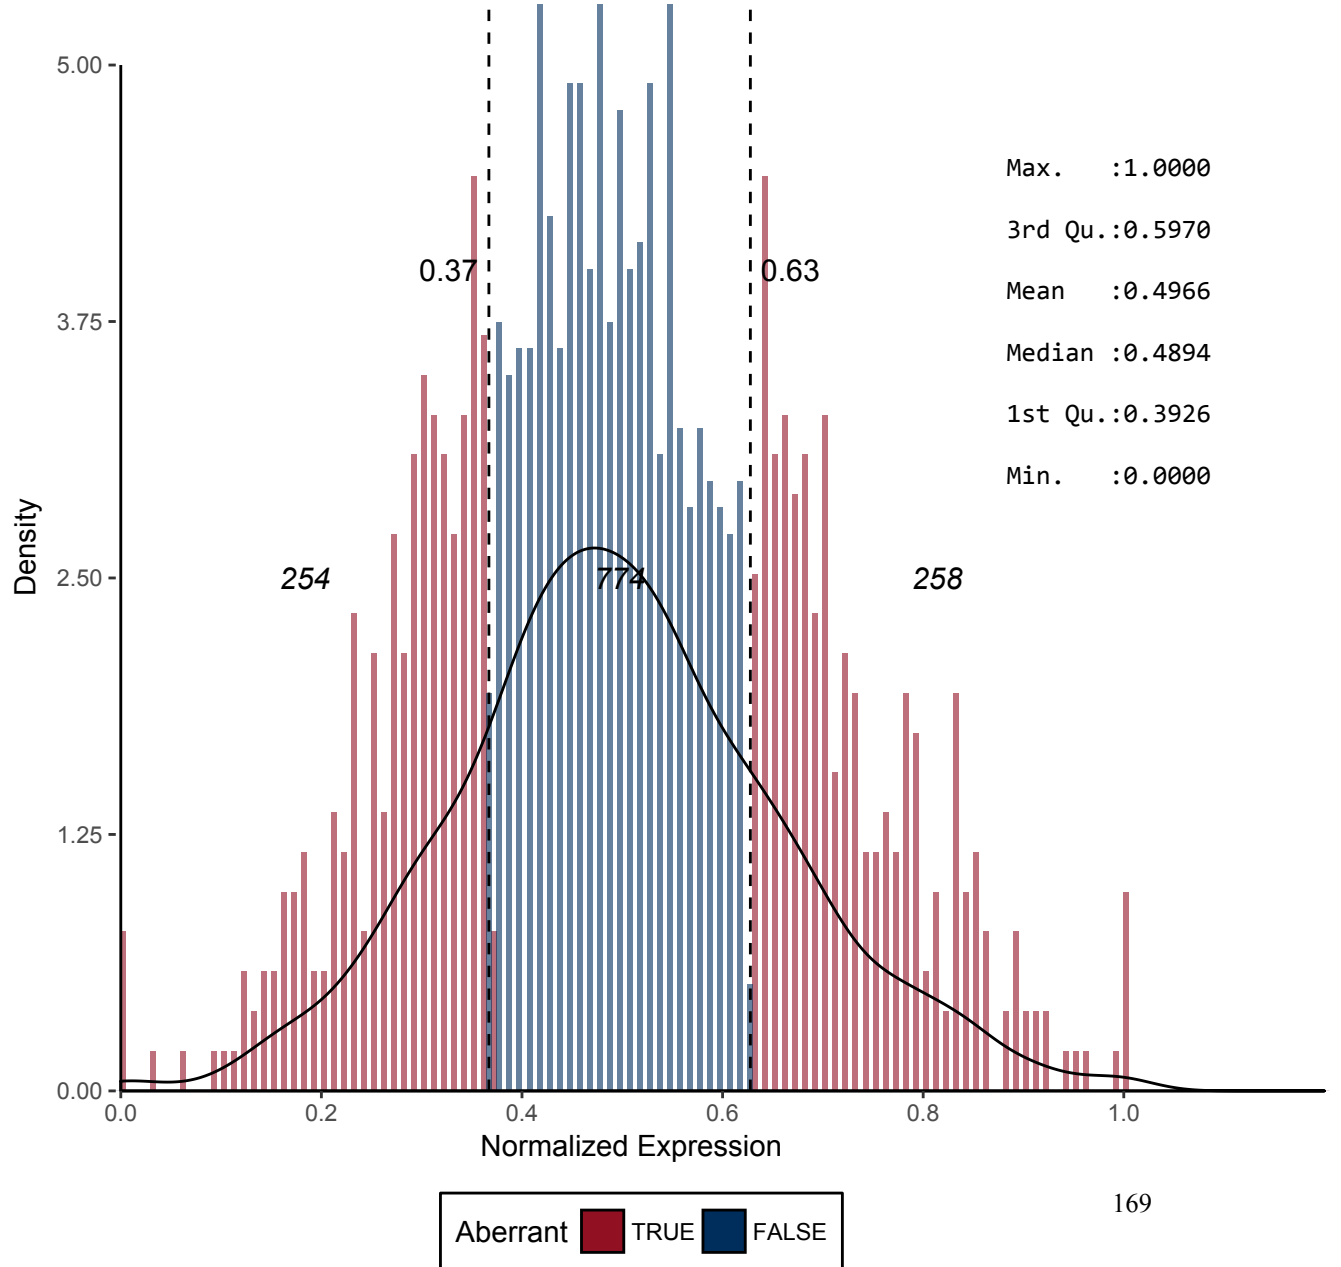 5.00
Max. :1.0000
3rd Qu.:0.5970
0.37
0.63
Mean :0.4966
3.75
Median :0.4894
1st Qu.:0.3926
Min. :0.0000
Density
2.50
254
774
258
1.25
0.00
0.0 0.2 0.4 0.6 0.8 1.0
Normalized Expression
169
Aberrant TRUE FALSE